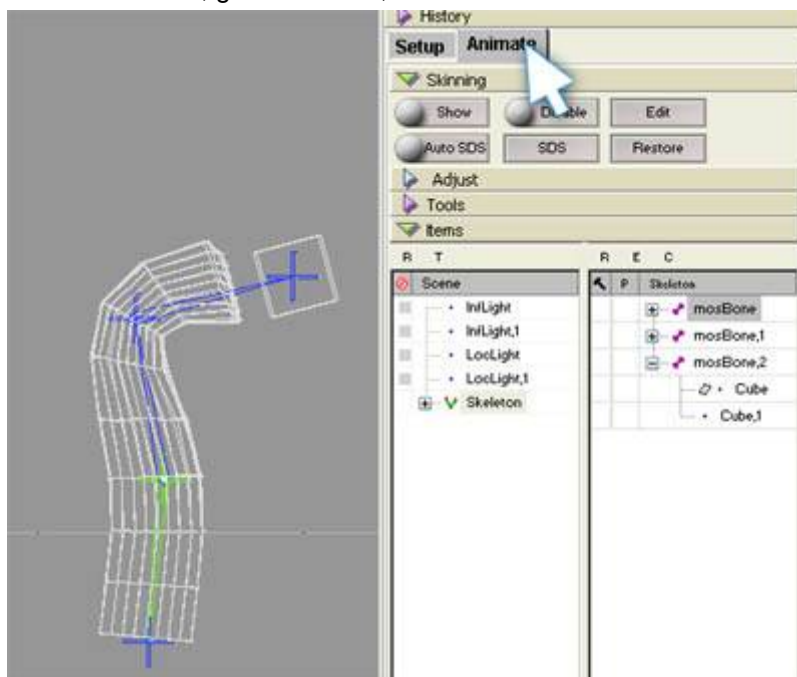 History
Setup Animate
Skinning
Show Disable Edit
Auto SDS SDS Restore
Adjust
Tools
Items
R T R E C
Scene P Skeleton
InfLight mosBone
InfLight,1 mosBone,1
LocLight mosBone,2
LocLight,1 Cube
Skeleton Cube,1